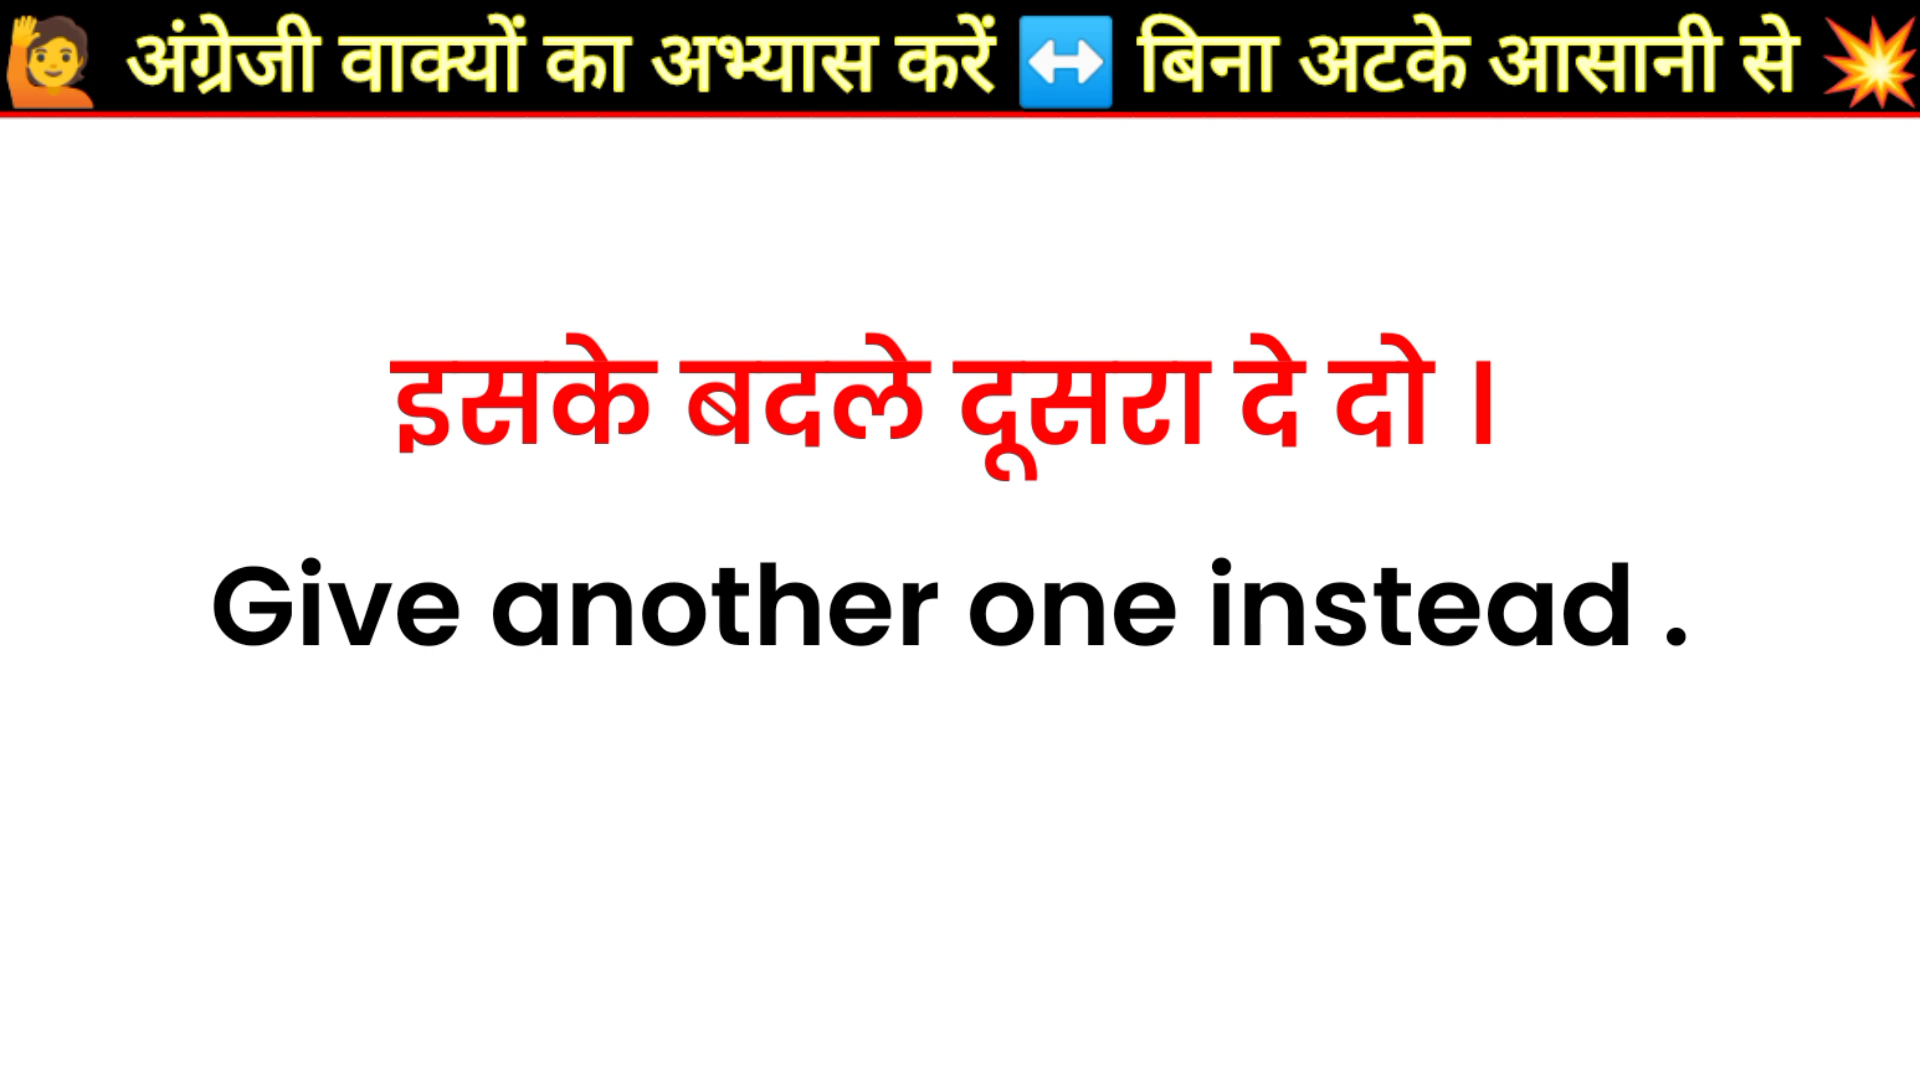 🙋 अंग्रेजी वाक्यों का अभ्यास करें ↔️ बिना अटके आसानी से 💥
इसके बदले दूसरा दे दो ।
Give another one instead .